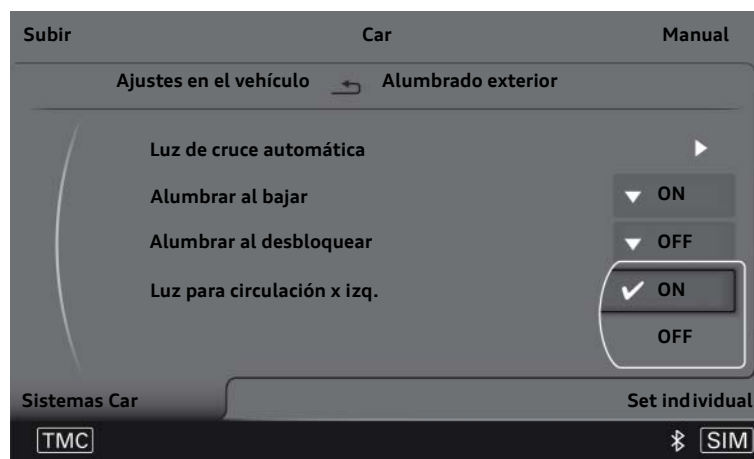 Subir Car Manual
Ajustes en el vehículo Alumbrado exterior
Luz de cruce automática
Alumbrar al bajar ON
Alumbrar al desbloquear OFF
Luz para circulación x izq. ON
OFF
Sistemas Car Set individual
TMC SIM